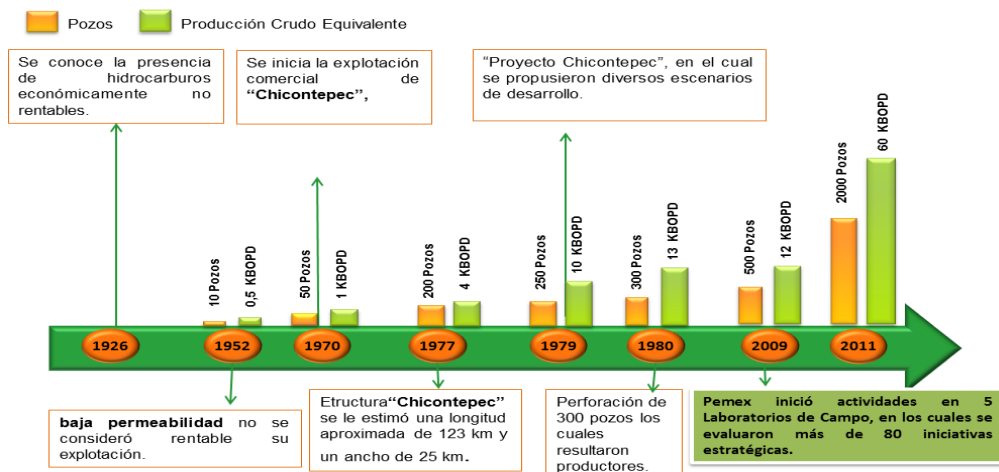 Pozos
Producción Crudo Equivalente
Se conoce la presencia
de hidrocarburos
económicamente no
rentables.
Se inicia la explotación
comercial de
“Chicontepec”,
“Proyecto Chicontepec”, en el cual
se propusieron diversos escenarios
de desarrollo.
10 Pozos
0,5 KBOPD
50 Pozos
1 KBOPD
200 Pozos
4 KBOPD
250 Pozos
10 KBOPD
300 Pozos
13 KBOPD
500 Pozos
12 KBOPD
2000 Pozos
60 KBOPD
1926
1952
1970
1977
1979
1980
2009
2011
baja permeabilidad no se
consideró rentable su
explotación.
Etructura“Chicontepec”
se le estimó una longitud
aproximada de 123 km y
un ancho de 25 km.
Perforación de
300 pozos los
cuales
resultaron
productores.
Pemex inició actividades en 5
Laboratorios de Campo, en los cuales se
evaluaron más de 80 iniciativas
estratégicas.